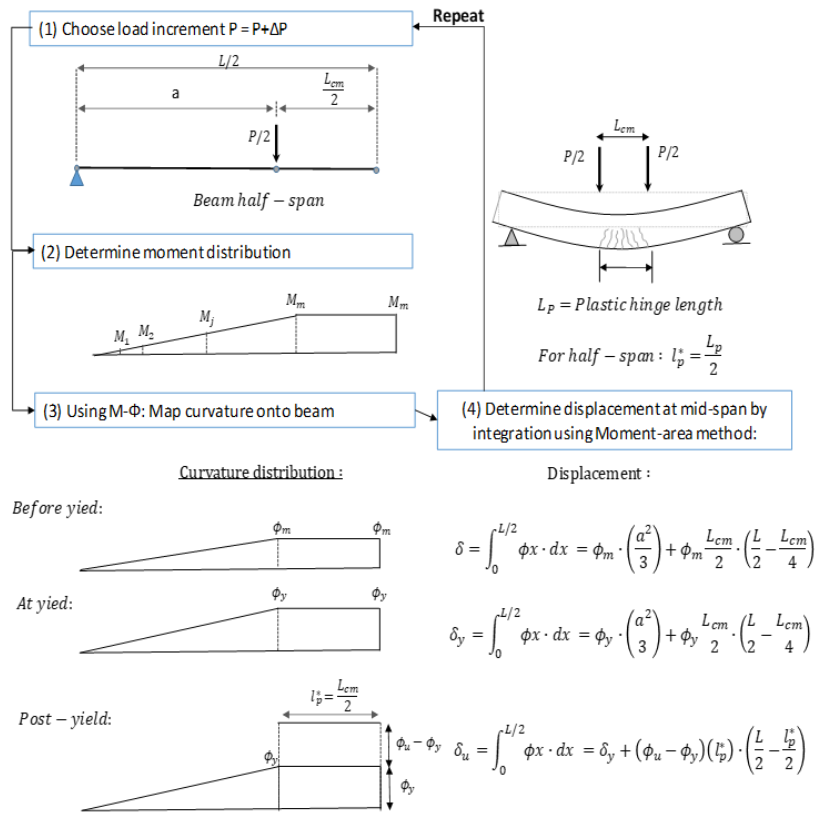 (1) Choose load increment P = P+ΔP
Repeat
L/2
a
L_cm/2
P/2
Beam half − span
L_cm
P/2
P/2
(2) Determine moment distribution
M_1
M_2
M_j
M_m
M_m
L_P = Plastic hinge length
For half − span : l_p^* = L_p/2
(3) Using M-Φ: Map curvature onto beam
(4) Determine displacement at mid-span by
integration using Moment-area method:
Curvature distribution :
Displacement :
Before yied:
ϕ_m
ϕ_m
δ = ∫_0^{L/2} ϕx · dx = ϕ_m · (a²/3) + ϕ_m L_cm/2 · (L/2 − L_cm/4)
At yied:
ϕ_y
ϕ_y
δ_y = ∫_0^{L/2} ϕx · dx = ϕ_y · (a²/3) + ϕ_y L_cm/2 · (L/2 − L_cm/4)
Post − yield:
l_p^* = L_cm/2
ϕ_y
ϕ_u − ϕ_y
ϕ_y
δ_u = ∫_0^{L/2} ϕx · dx = δ_y + (ϕ_u − ϕ_y)(l_p^*) · (L/2 − l_p^*/2)